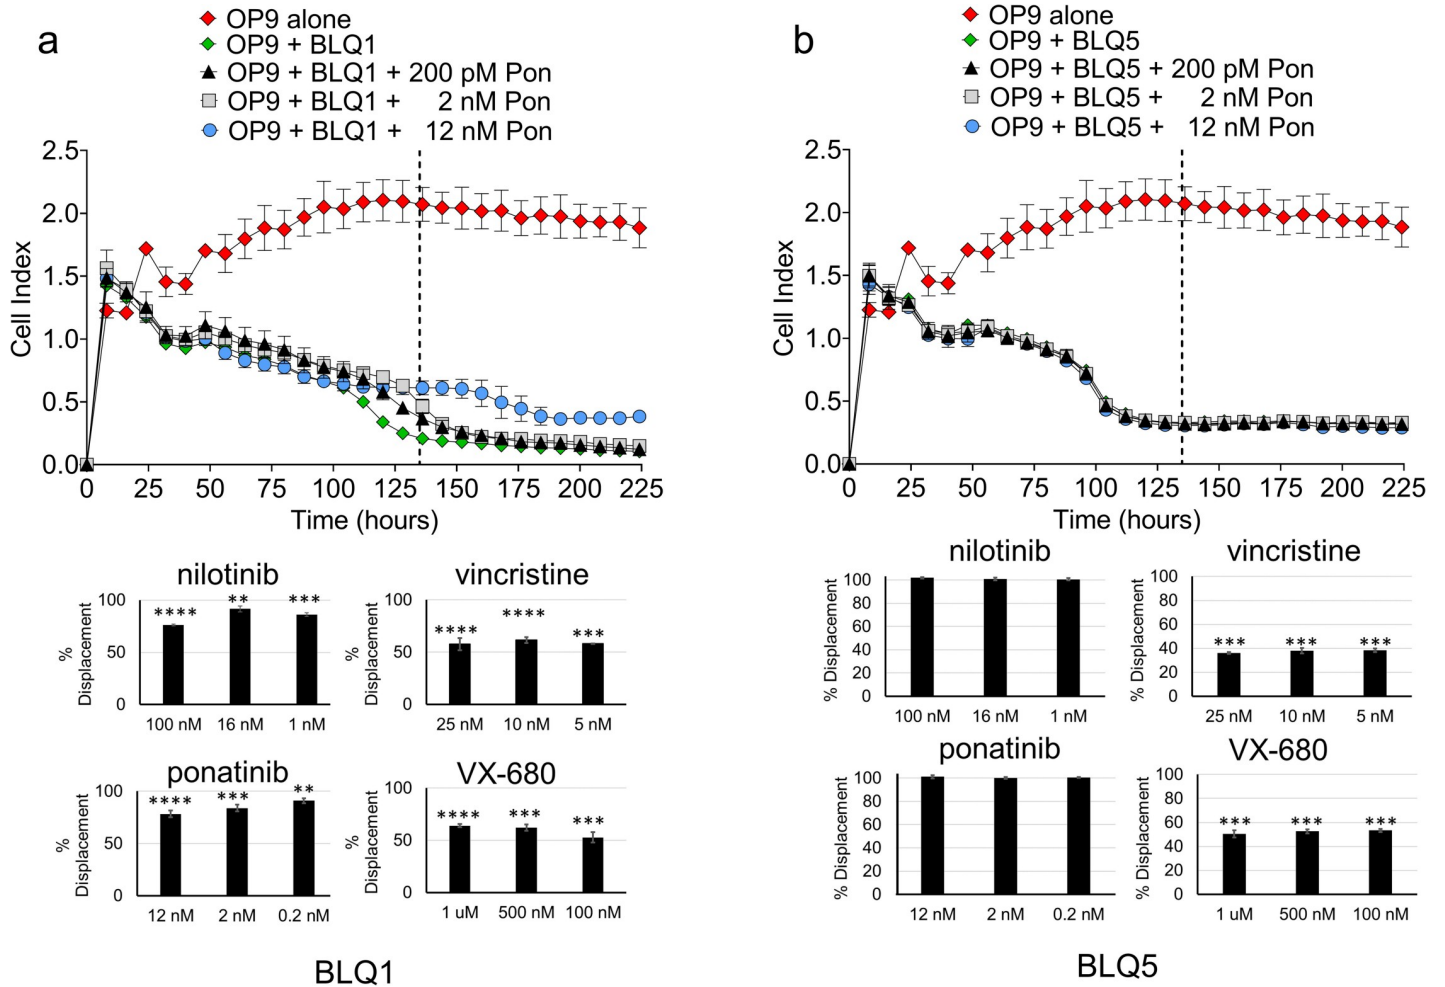 a
OP9 alone
OP9 + BLQ1
OP9 + BLQ1 + 200 pM Pon
OP9 + BLQ1 + 2 nM Pon
OP9 + BLQ1 + 12 nM Pon
2.5
2.0
1.5
1.0
0.5
0.0
Cell Index
0 25 50 75 100 125 150 175 200 225
Time (hours)
nilotinib
% Displacement
100
50
0
**** ** ***
100 nM 16 nM 1 nM
vincristine
% Displacement
100
50
0
**** **** ***
25 nM 10 nM 5 nM
ponatinib
% Displacement
100
50
0
**** *** **
12 nM 2 nM 0.2 nM
VX-680
% Displacement
100
50
0
**** *** ***
1 uM 500 nM 100 nM
BLQ1
b
OP9 alone
OP9 + BLQ5
OP9 + BLQ5 + 200 pM Pon
OP9 + BLQ5 + 2 nM Pon
OP9 + BLQ5 + 12 nM Pon
2.5
2.0
1.5
1.0
0.5
0.0
Cell Index
0 25 50 75 100 125 150 175 200 225
Time (hours)
nilotinib
% Displacement
100
80
60
40
20
0
100 nM 16 nM 1 nM
vincristine
% Displacement
100
80
60
40
20
0
*** *** ***
25 nM 10 nM 5 nM
ponatinib
% Displacement
100
80
60
40
20
0
12 nM 2 nM 0.2 nM
VX-680
% Displacement
100
80
60
40
20
0
*** *** ***
1 uM 500 nM 100 nM
BLQ5